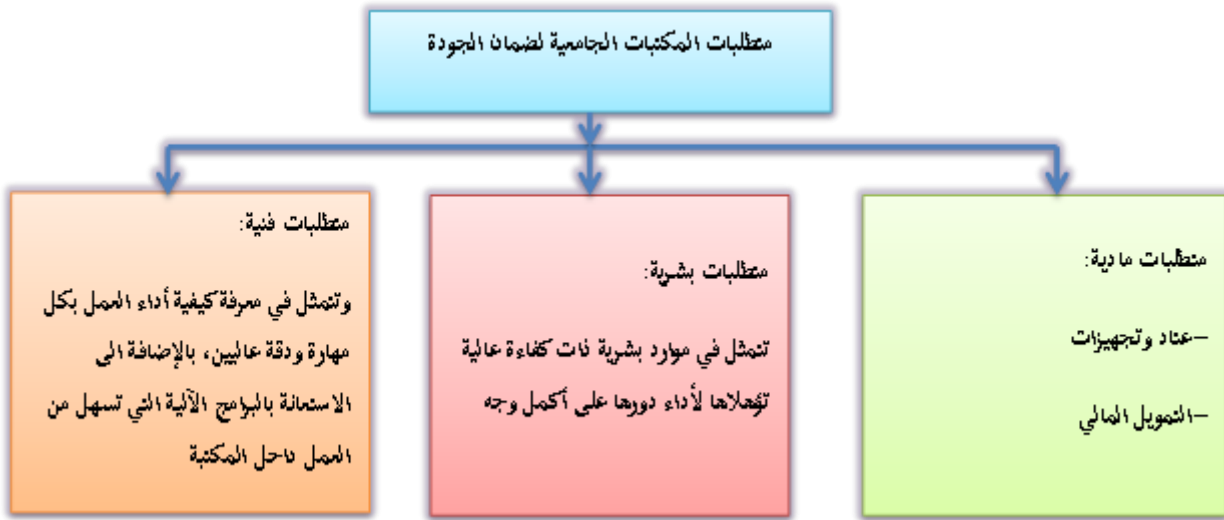 متطلبات المكتبات الجامعية لضمان الجودة
متطلبات مادية:
–عتاد وتجهيزات
–التمويل المالي
متطلبات بشرية:
تتمثل في موارد بشرية ذات كفاءة عالية
تؤهلاها لأداء دورها على أكمل وجه
متطلبات فنية:
وتتمثل في معرفة كيفية أداء العمل بكل
مهارة ودقة عاليين، بالإضافة الى
الاستعانة بالبرامج الآلية التي تسهل من
العمل داخل المكتبة